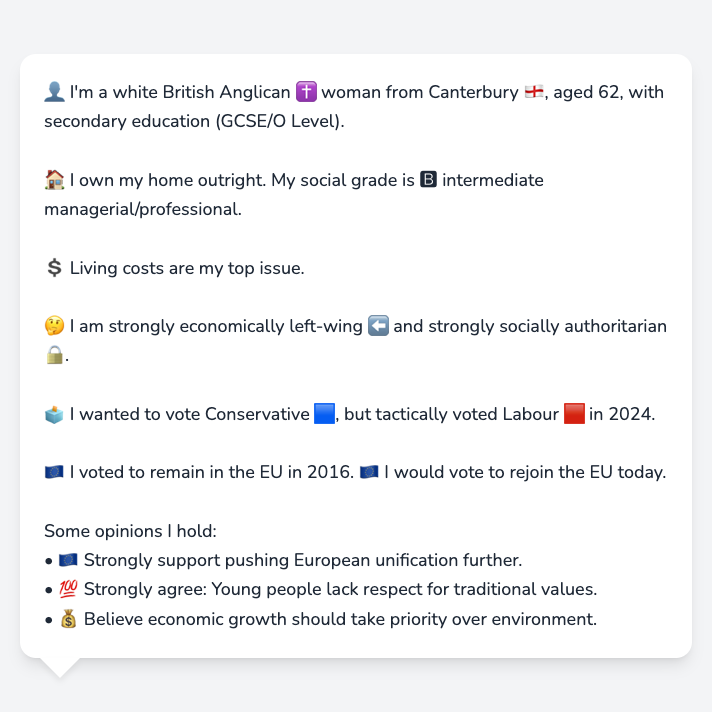 👤 I'm a white British Anglican ✝️ woman from Canterbury 🏴󠁧󠁢󠁥󠁮󠁧󠁿, aged 62, with
secondary education (GCSE/O Level).
🏠 I own my home outright. My social grade is 🅱 intermediate
managerial/professional.
💲 Living costs are my top issue.
🤔 I am strongly economically left-wing ⬅️ and strongly socially authoritarian
🔒.
🗳️ I wanted to vote Conservative 🟦, but tactically voted Labour 🟥 in 2024.
🇪🇺 I voted to remain in the EU in 2016. 🇪🇺 I would vote to rejoin the EU today.
Some opinions I hold:
• 🇪🇺 Strongly support pushing European unification further.
• 💯 Strongly agree: Young people lack respect for traditional values.
• 💰 Believe economic growth should take priority over environment.